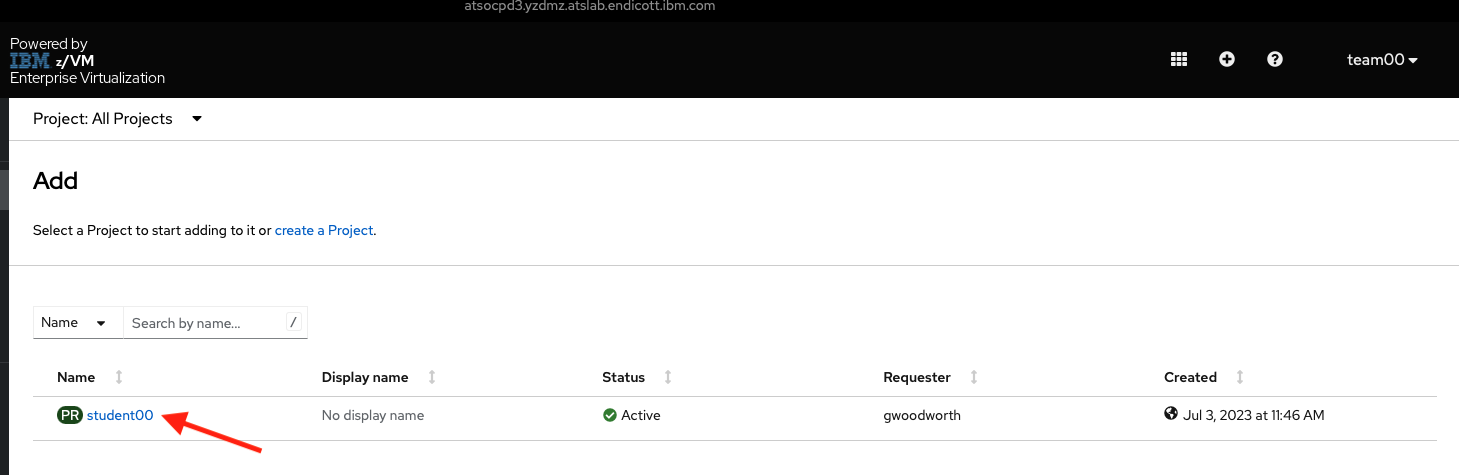 atsocpd3.yzdmz.atslab.endicott.ibm.com
Powered by
IBM z/VM
Enterprise Virtualization
team00
Project: All Projects
Add
Select a Project to start adding to it or create a Project.
Name Search by name... /
Name Display name Status Requester Created
PR student00 No display name Active gwoodworth Jul 3, 2023 at 11:46 AM